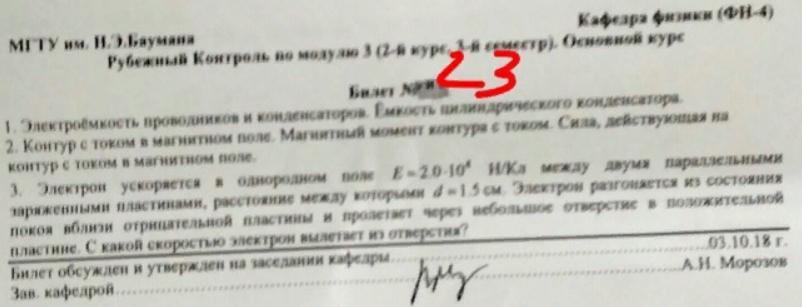 Кафедра физики (ФН-4)
МГТУ им. Н.Э.Баумана
Рубежный Контроль по модулю 3 (2-й курс, 3-й семестр). Основной курс
Билет № 23
1. Электроёмкость проводников и конденсаторов. Ёмкость цилиндрического конденсатора.
2. Контур с током в магнитном поле. Магнитный момент контура с током. Сила, действующая на
контур с током в магнитном поле.
3. Электрон ускоряется в однородном поле E = 2.0·10⁴ Н/Кл между двумя параллельными
заряженными пластинами, расстояние между которыми d = 1.5 см. Электрон разгоняется из состояния
покоя вблизи отрицательной пластины и пролетает через небольшое отверстие в положительной
пластине. С какой скоростью электрон вылетает из отверстия?
Билет обсужден и утвержден на заседании кафедры......03.10.18 г.
Зав. кафедрой......А.Н. Морозов